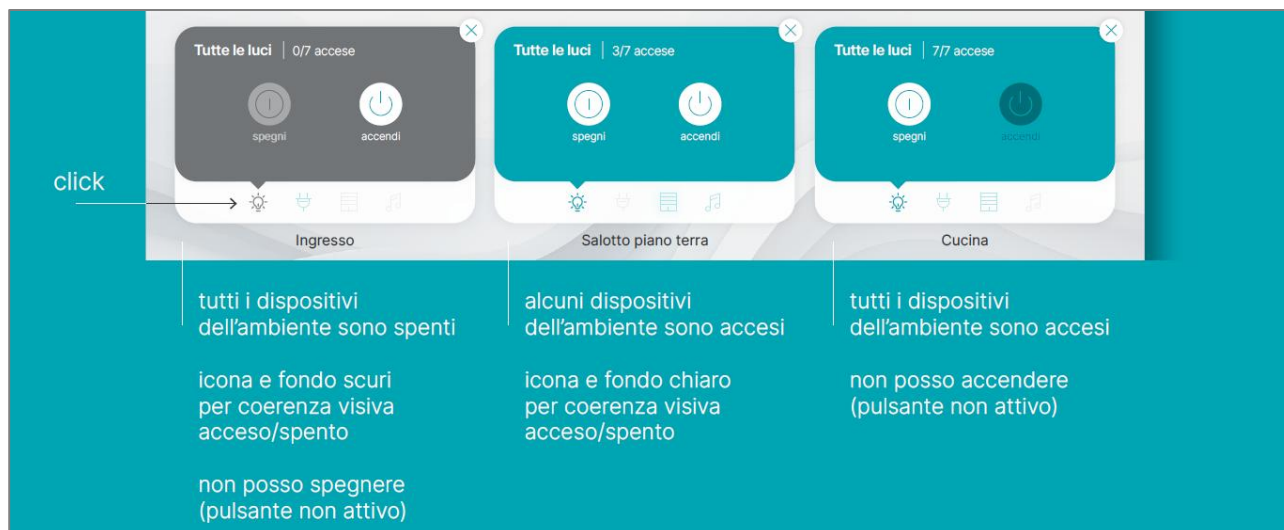 Tutte le luci | 0/7 accese
spegni
accendi
Tutte le luci | 3/7 accese
spegni
accendi
Tutte le luci | 7/7 accese
spegni
accendi
click
Ingresso
Salotto piano terra
Cucina
tutti i dispositivi
dell'ambiente sono spenti
icona e fondo scuri
per coerenza visiva
acceso/spento
non posso spegnere
(pulsante non attivo)
alcuni dispositivi
dell'ambiente sono accesi
icona e fondo chiaro
per coerenza visiva
acceso/spento
tutti i dispositivi
dell'ambiente sono accesi
non posso accendere
(pulsante non attivo)